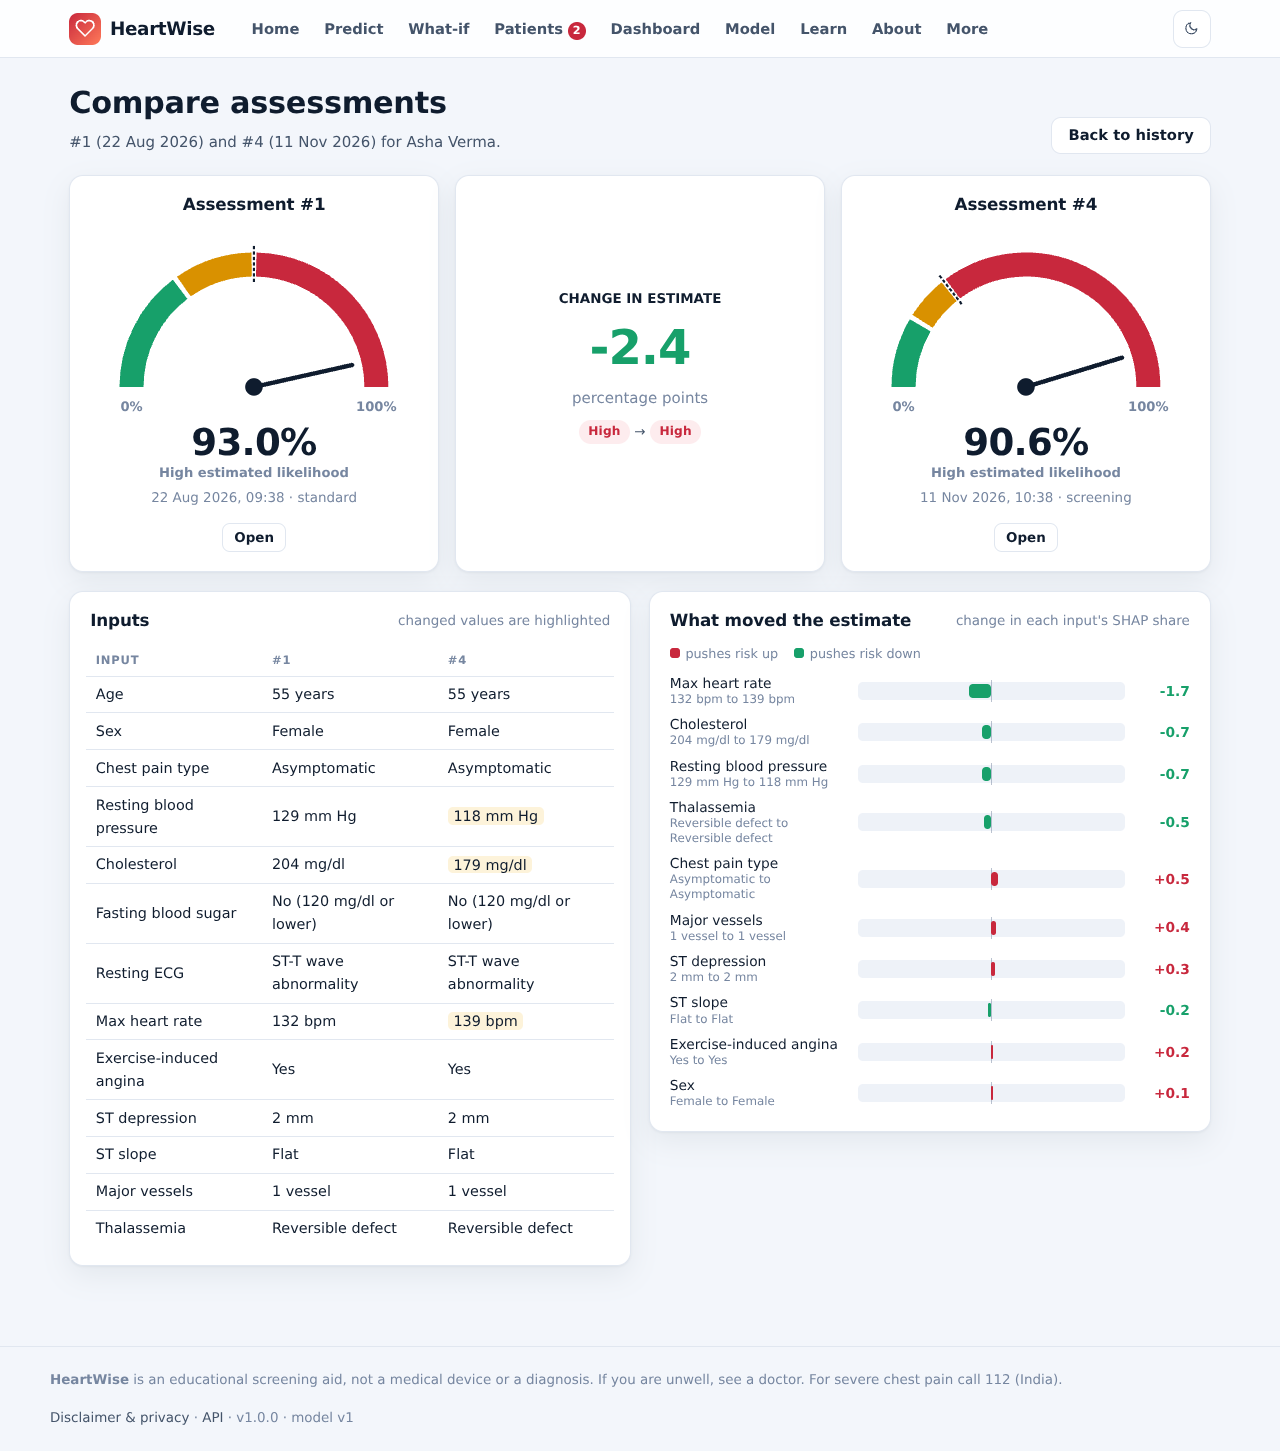 HeartWise
Home Predict What-if Patients 2 Dashboard Model Learn About More
Compare assessments
#1 (22 Aug 2026) and #4 (11 Nov 2026) for Asha Verma.
Back to history
Assessment #1
0% 100%
93.0%
High estimated likelihood
22 Aug 2026, 09:38 · standard
Open
CHANGE IN ESTIMATE
-2.4
percentage points
High → High
Assessment #4
0% 100%
90.6%
High estimated likelihood
11 Nov 2026, 10:38 · screening
Open
Inputs changed values are highlighted
INPUT #1 #4
Age 55 years 55 years
Sex Female Female
Chest pain type Asymptomatic Asymptomatic
Resting blood
pressure 129 mm Hg 118 mm Hg
Cholesterol 204 mg/dl 179 mg/dl
Fasting blood sugar No (120 mg/dl or No (120 mg/dl or
lower) lower)
Resting ECG ST-T wave ST-T wave
abnormality abnormality
Max heart rate 132 bpm 139 bpm
Exercise-induced
angina Yes Yes
ST depression 2 mm 2 mm
ST slope Flat Flat
Major vessels 1 vessel 1 vessel
Thalassemia Reversible defect Reversible defect
What moved the estimate change in each input's SHAP share
pushes risk up pushes risk down
Max heart rate
132 bpm to 139 bpm -1.7
Cholesterol
204 mg/dl to 179 mg/dl -0.7
Resting blood pressure
129 mm Hg to 118 mm Hg -0.7
Thalassemia
Reversible defect to
Reversible defect -0.5
Chest pain type
Asymptomatic to
Asymptomatic +0.5
Major vessels
1 vessel to 1 vessel +0.4
ST depression
2 mm to 2 mm +0.3
ST slope
Flat to Flat -0.2
Exercise-induced angina
Yes to Yes +0.2
Sex
Female to Female +0.1
HeartWise is an educational screening aid, not a medical device or a diagnosis. If you are unwell, see a doctor. For severe chest pain call 112 (India).
Disclaimer & privacy · API · v1.0.0 · model v1